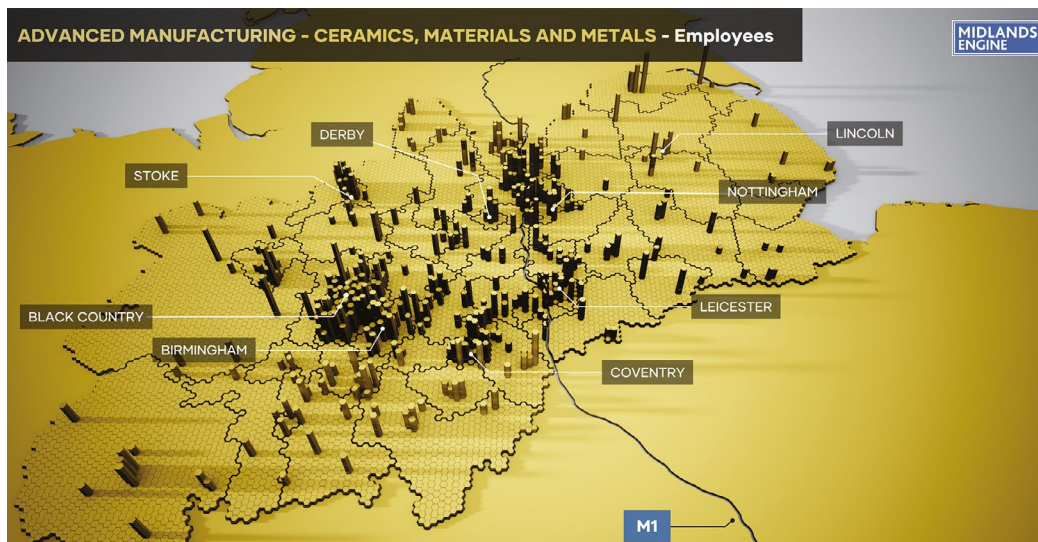 ADVANCED MANUFACTURING - CERAMICS, MATERIALS AND METALS - Employees
MIDLANDS
ENGINE
DERBY
LINCOLN
STOKE
NOTTINGHAM
BLACK COUNTRY
LEICESTER
BIRMINGHAM
COVENTRY
M1